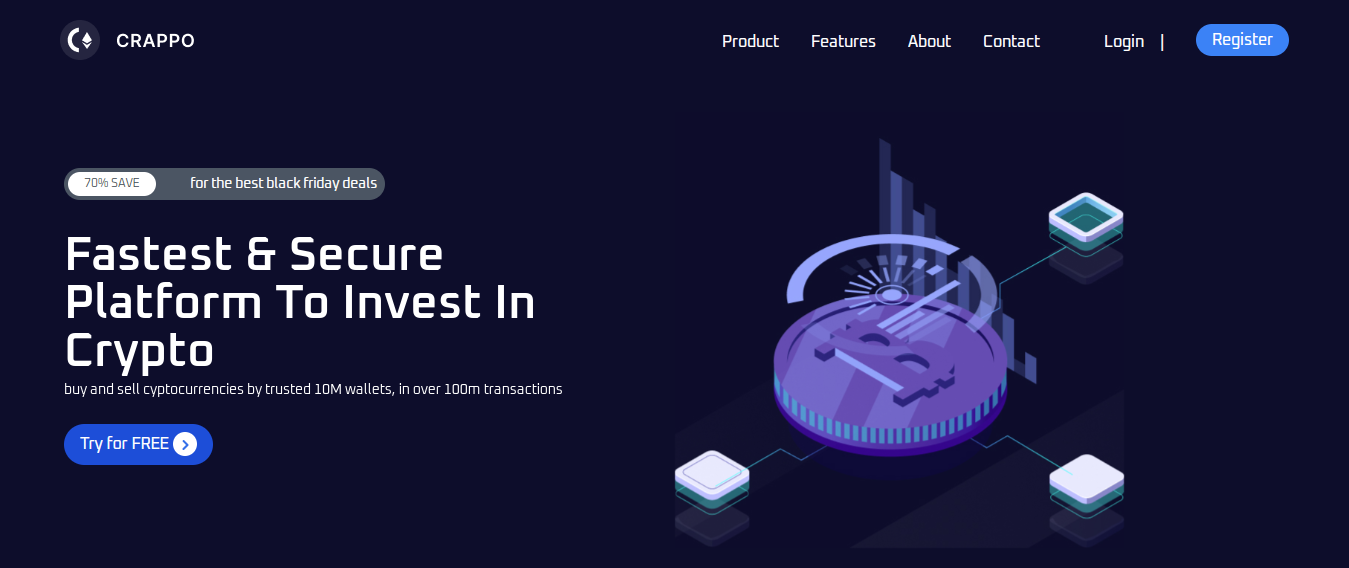 CRAPPO
Product Features About Contact Login | Register
70% SAVE for the best black friday deals
Fastest & Secure
Platform To Invest In
Crypto
buy and sell cyptocurrencies by trusted 10M wallets, in over 100m transactions
Try for FREE